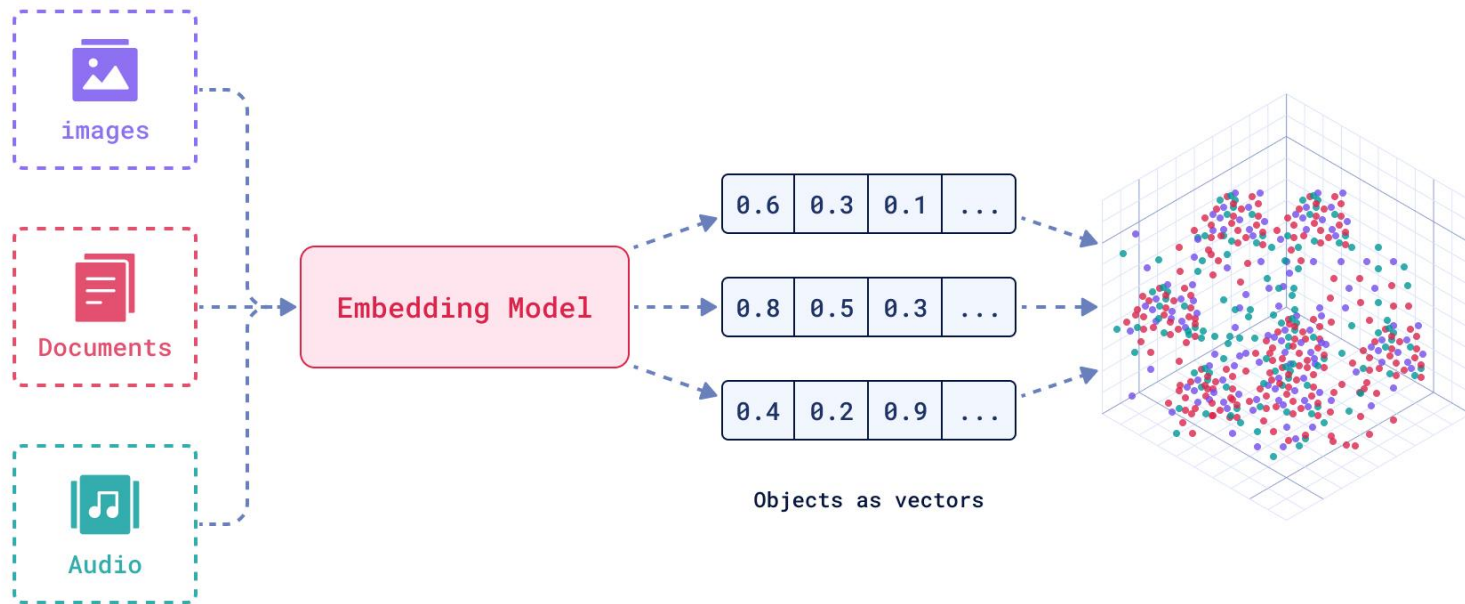 images
Documents
Audio
Embedding Model
0.6 0.3 0.1 ...
0.8 0.5 0.3 ...
0.4 0.2 0.9 ...
Objects as vectors